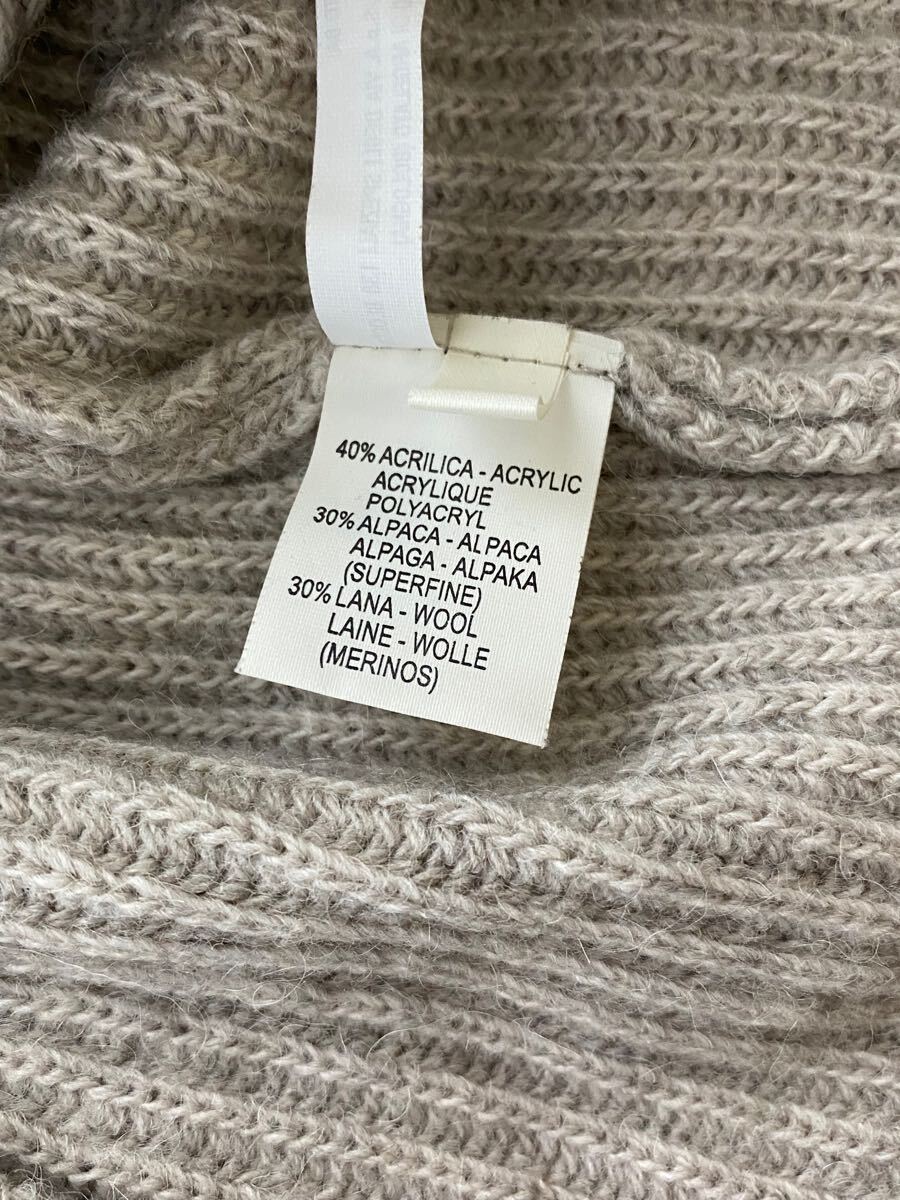 40% ACRILICA - ACRYLIC
ACRYLIQUE
POLYACRYL
30% ALPACA - ALPACA
ALPAGA - ALPAKA
(SUPERFINE)
30% LANA - WOOL
LAINE - WOLLE
(MERINOS)